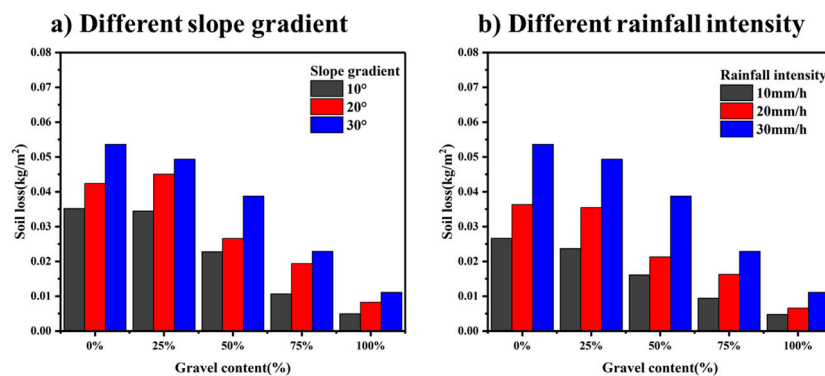 a) Different slope gradient
0.08
0.07
0.06
0.05
0.04
0.03
0.02
0.01
0.00
Soil loss(kg/m²)
Slope gradient
10°
20°
30°
0% 25% 50% 75% 100%
Gravel content(%)
b) Different rainfall intensity
0.08
0.07
0.06
0.05
0.04
0.03
0.02
0.01
0.00
Soil loss(kg/m²)
Rainfall intensity
10mm/h
20mm/h
30mm/h
0% 25% 50% 75% 100%
Gravel content(%)